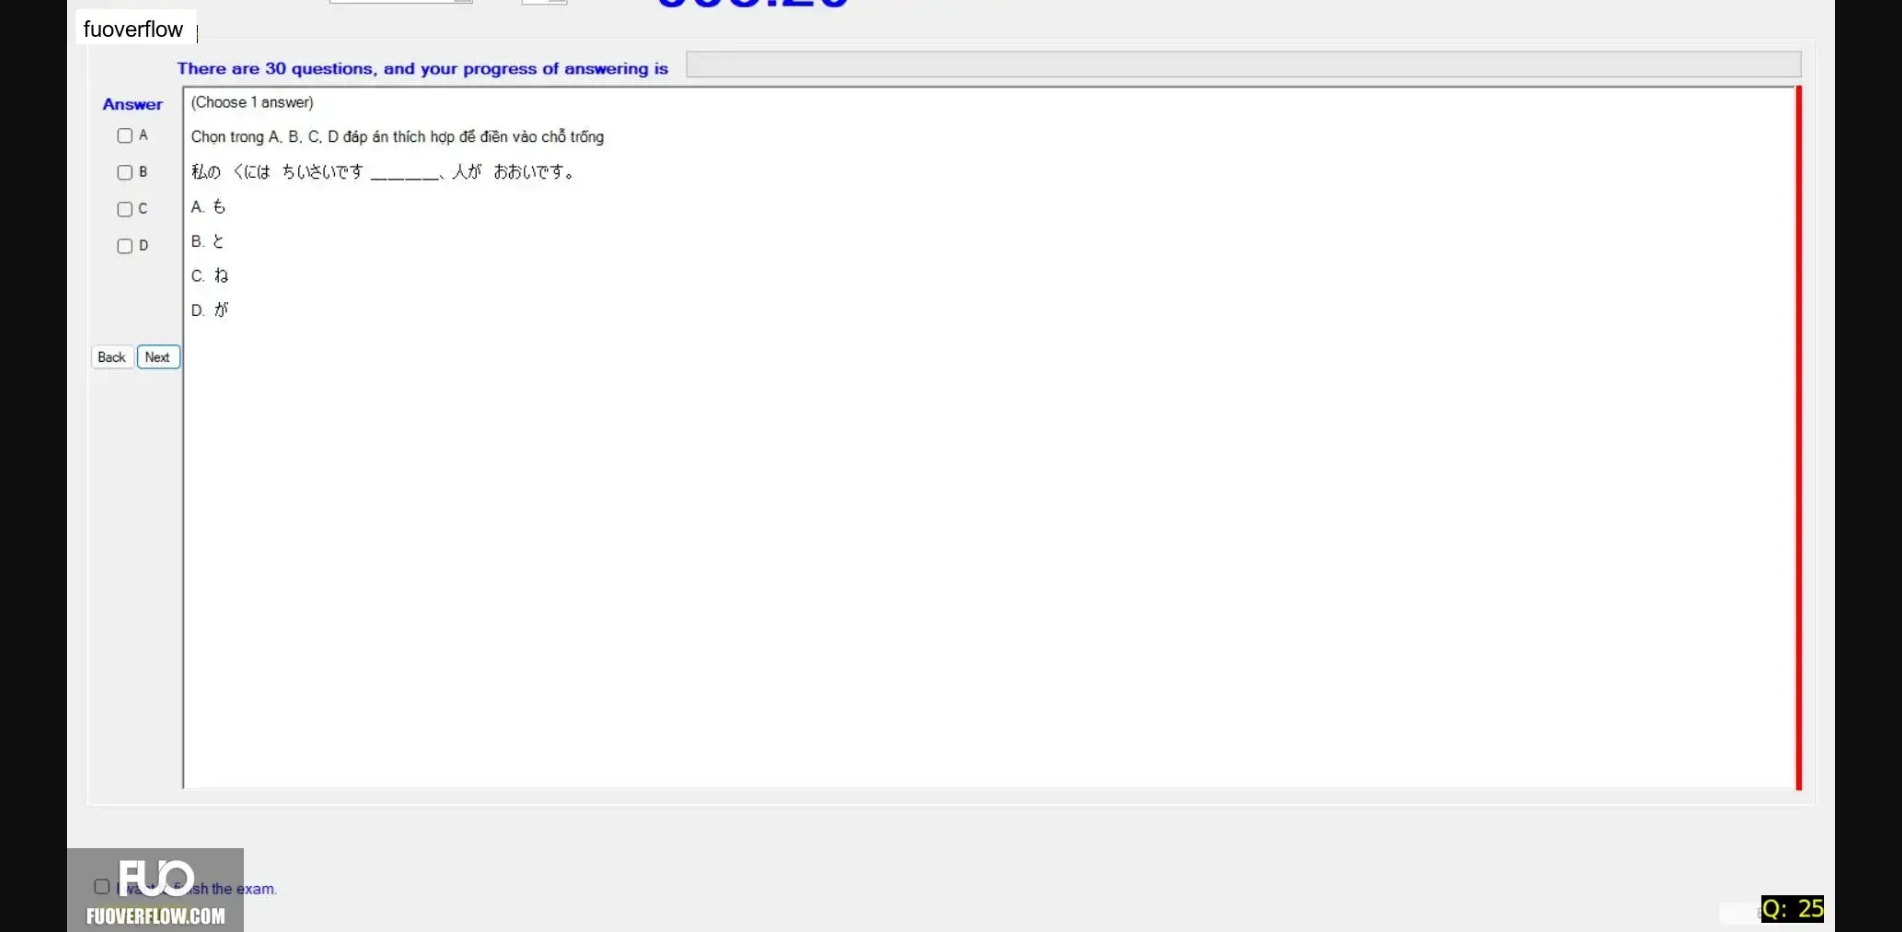 fuoverflow
There are 30 questions, and your progress of answering is
Answer
(Choose 1 answer)
A
Chọn trong A, B, C, D đáp án thích hợp để điền vào chỗ trống
B
私の くには ちいさいです ________、人が おおいです。
C
A. も
D
B. と
C. ね
D. が
Back
Next
FUO
FUOVERFLOW.COM
sh the exam.
Q: 25